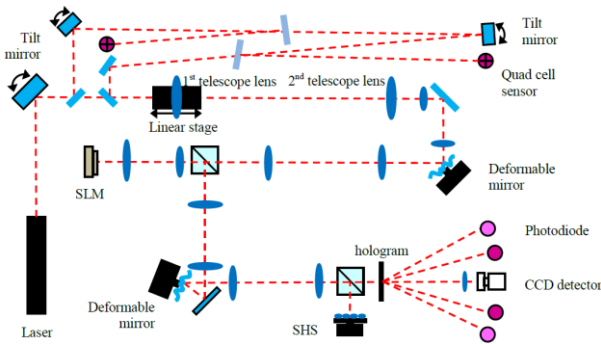 Tilt
mirror
Tilt
mirror
Quad cell
sensor
1st telescope lens
2nd telescope lens
Linear stage
SLM
Deformable
mirror
hologram
Photodiode
CCD detector
Deformable
mirror
SHS
Laser